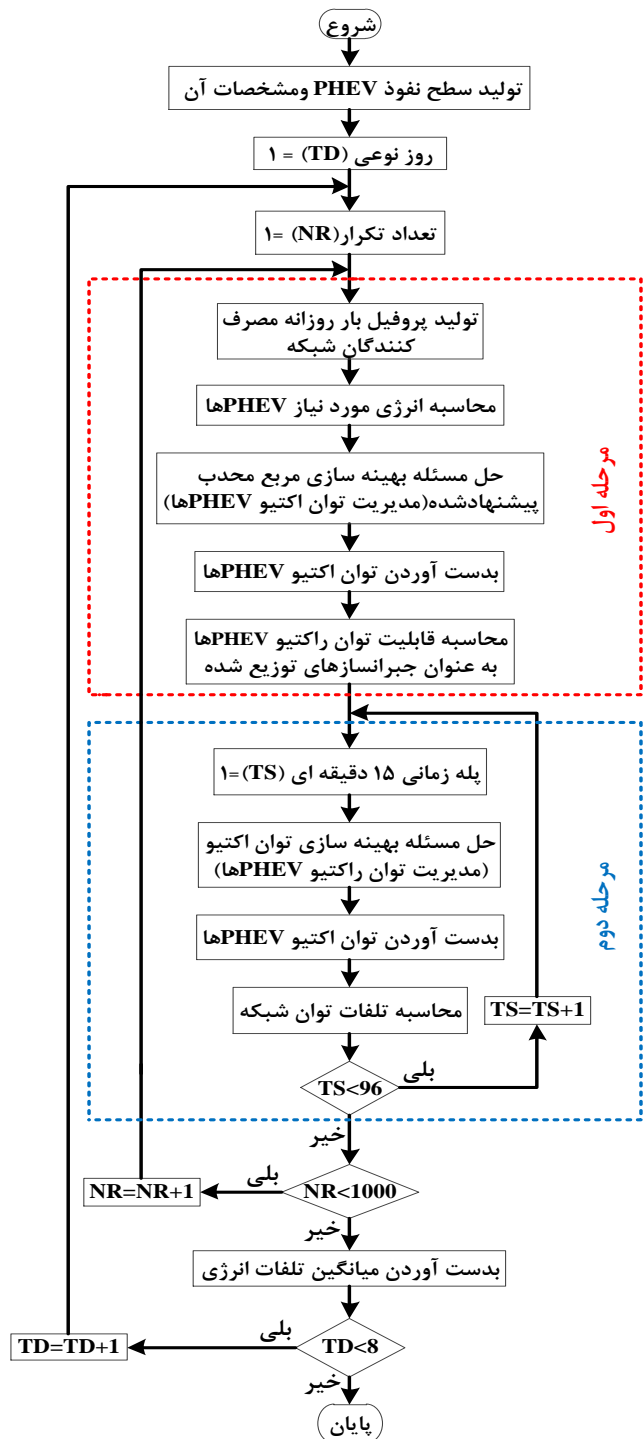 شروع
تولید سطح نفوذ PHEV ومشخصات آن
روز نوعی (TD) = ۱
تعداد تکرار(NR) =۱
تولید پروفیل بار روزانه مصرف
کنندگان شبکه
محاسبه انرژی مورد نیاز PHEVها
حل مسئله بهینه سازی مربع محدب
پیشنهادشده(مدیریت توان اکتیو PHEVها)
بدست آوردن توان اکتیو PHEVها
محاسبه قابلیت توان راکتیو PHEVها
به عنوان جبرانسازهای توزیع شده
مرحله اول
پله زمانی ۱۵ دقیقه ای (TS)=۱
حل مسئله بهینه سازی توان اکتیو
(مدیریت توان راکتیو PHEVها)
بدست آوردن توان اکتیو PHEVها
محاسبه تلفات توان شبکه
TS=TS+1
TS<96
بلی
خیر
مرحله دوم
NR<1000
بلی
NR=NR+1
خیر
بدست آوردن میانگین تلفات انرژی
TD<8
بلی
TD=TD+1
خیر
پایان